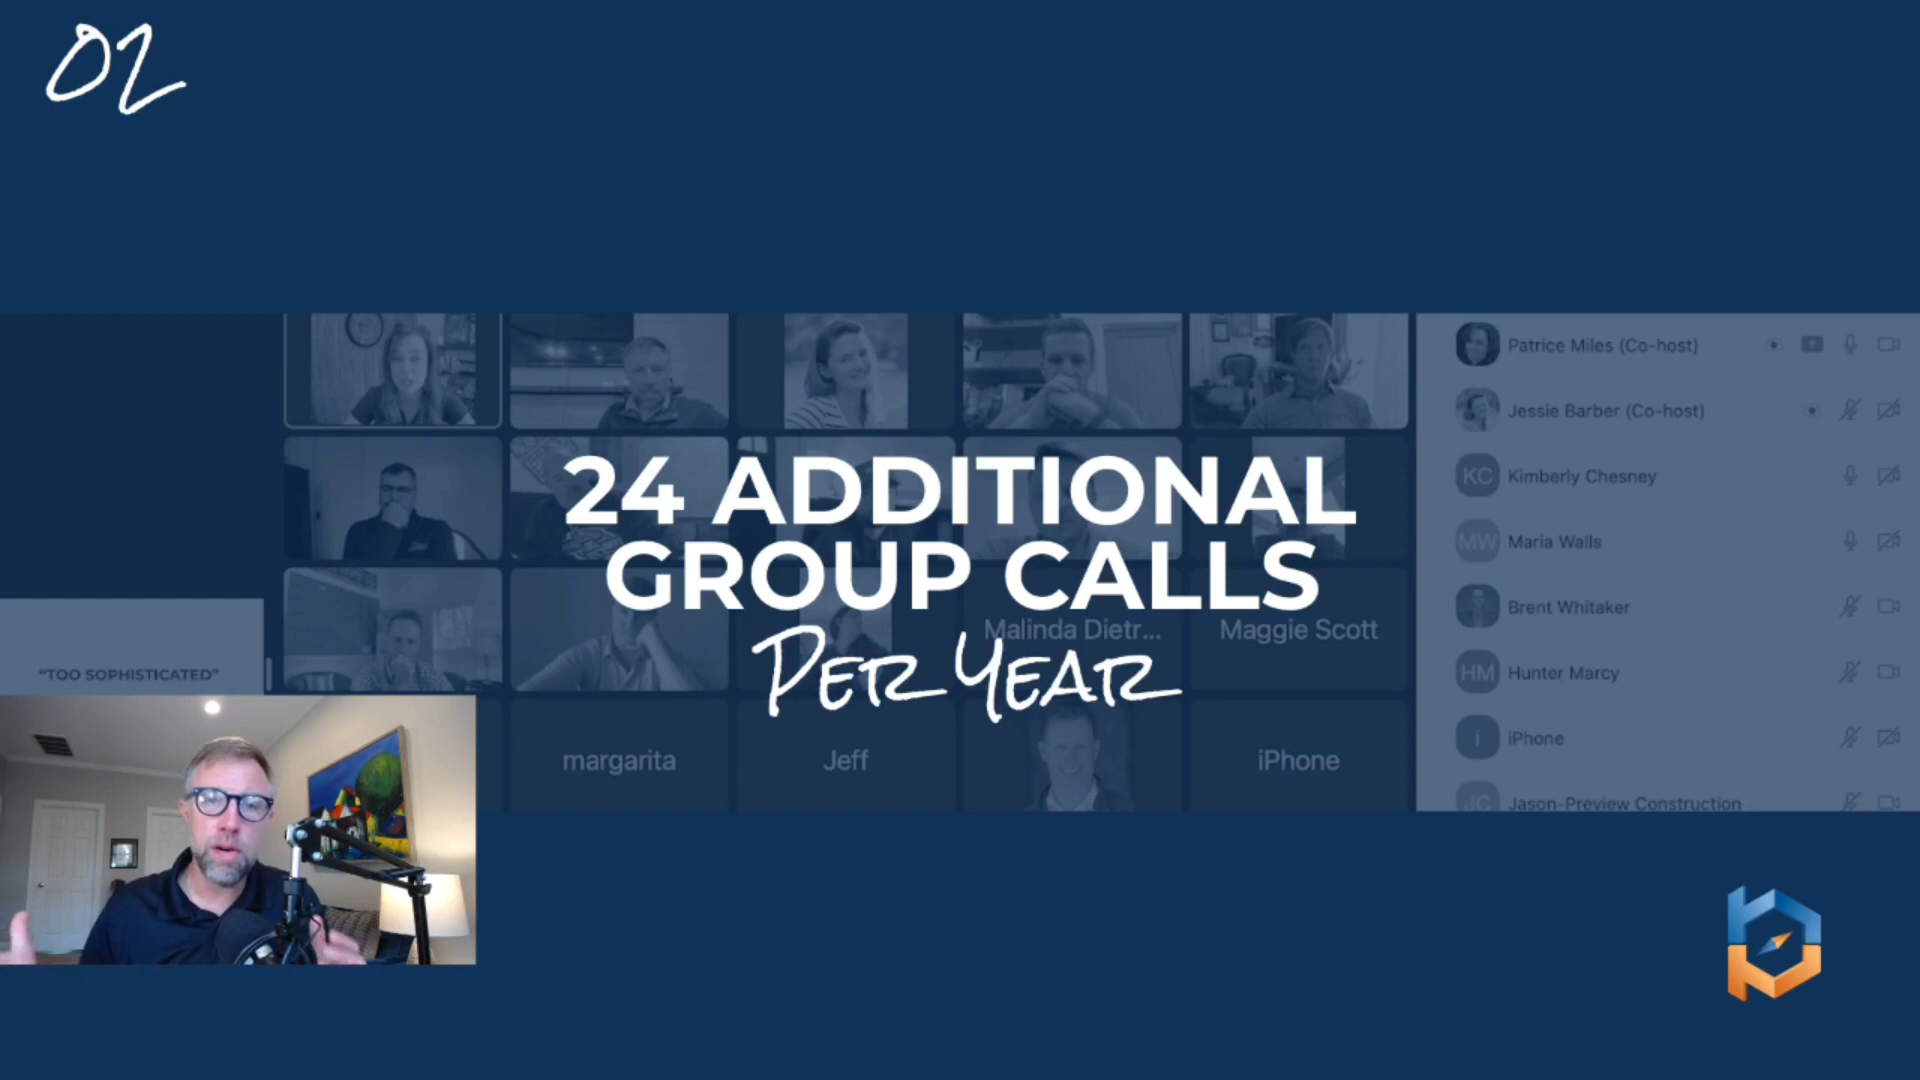 02
Patrice Miles (Co-host)
Jessie Barber (Co-host)
KC Kimberly Chesney
MW Maria Walls
Brent Whitaker
HM Hunter Marcy
i iPhone
JC Jason-Preview Construction
24 ADDITIONAL
GROUP CALLS
PER YEAR
Malinda Dietr...
Maggie Scott
"TOO SOPHISTICATED"
margarita
Jeff
iPhone